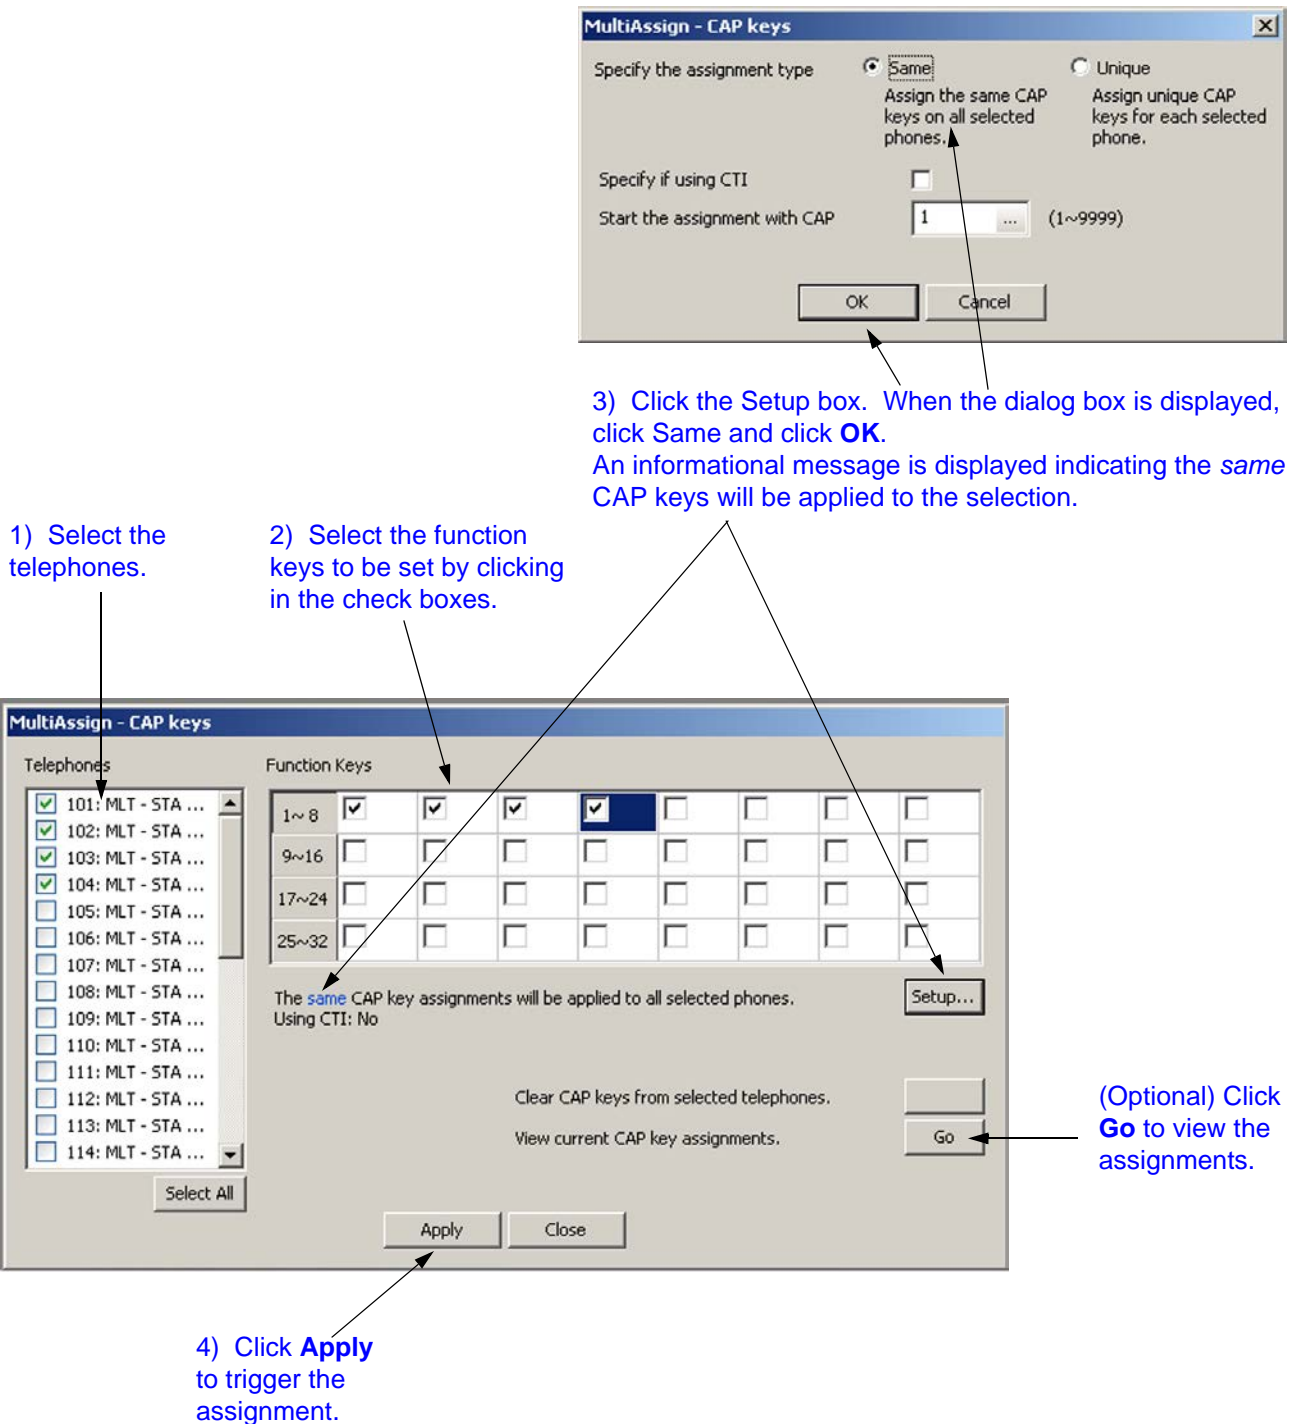 MultiAssign - CAP keys
Specify the assignment type
Same
Unique
Assign the same CAP
keys on all selected
phones.
Assign unique CAP
keys for each selected
phone.
Specify if using CTI
Start the assignment with CAP
1
...
(1~9999)
OK
Cancel
3) Click the Setup box. When the dialog box is displayed,
click Same and click OK.
An informational message is displayed indicating the same
CAP keys will be applied to the selection.
1) Select the
telephones.
2) Select the function
keys to be set by clicking
in the check boxes.
MultiAssign - CAP keys
Telephones
Function Keys
101: MLT - STA ...
102: MLT - STA ...
103: MLT - STA ...
104: MLT - STA ...
105: MLT - STA ...
106: MLT - STA ...
107: MLT - STA ...
108: MLT - STA ...
109: MLT - STA ...
110: MLT - STA ...
111: MLT - STA ...
112: MLT - STA ...
113: MLT - STA ...
114: MLT - STA ...
Select All
1~ 8
9~16
17~24
25~32
The same CAP key assignments will be applied to all selected phones.
Using CTI: No
Setup...
Clear CAP keys from selected telephones.
View current CAP key assignments.
Go
Apply
Close
(Optional) Click
Go to view the
assignments.
4) Click Apply
to trigger the
assignment.